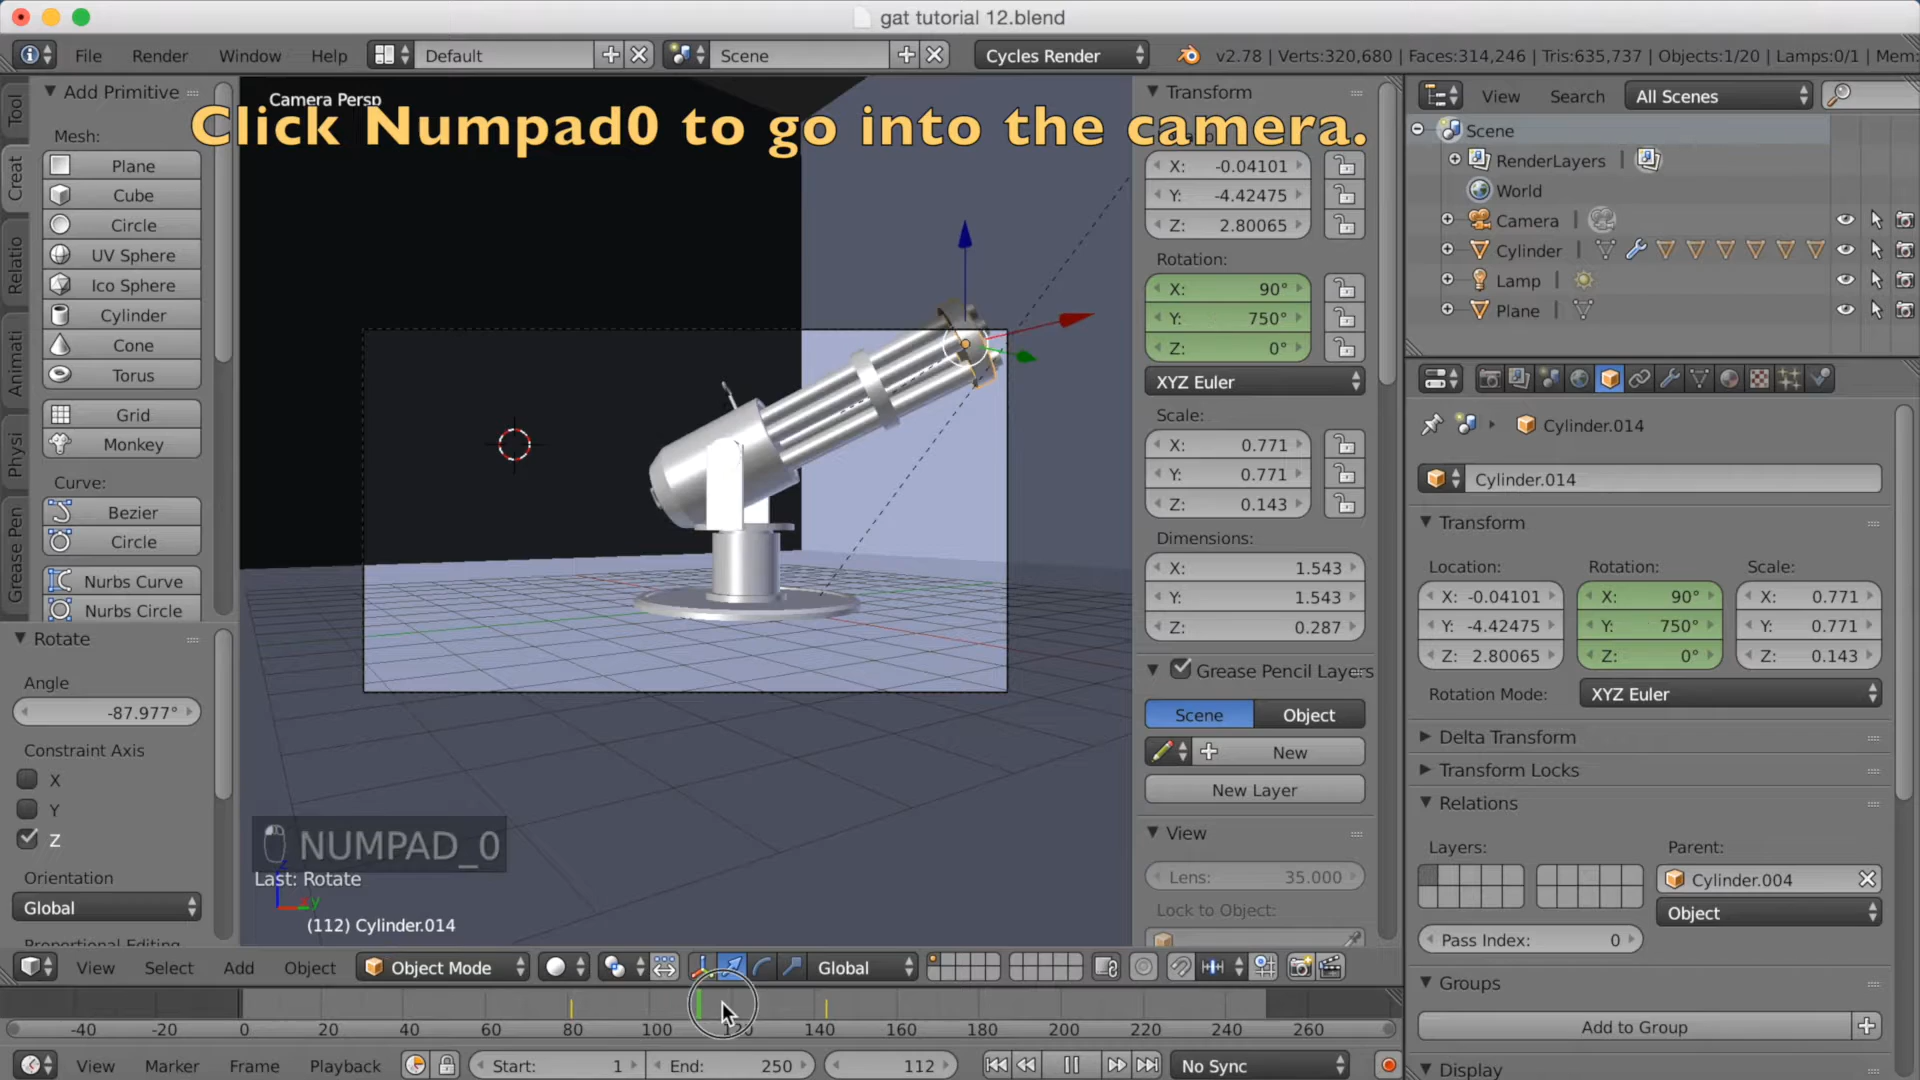 gat tutorial 12.blend
File Render Window Help Default Scene Cycles Render v2.78 | Verts:320,680 | Faces:314,246 | Tris:635,737 | Objects:1/20 | Lamps:0/1 | Mem:
Click Numpad0 to go into the camera.
Camera Persp
Tool
Creat
Relatio
Animati
Physi
Grease Pen
Add Primitive
Mesh:
Plane
Cube
Circle
UV Sphere
Ico Sphere
Cylinder
Cone
Torus
Grid
Monkey
Curve:
Bezier
Circle
Nurbs Curve
Nurbs Circle
Rotate
Angle
-87.977°
Constraint Axis
X
Y
Z
Orientation
Global
NUMPAD_0
Last: Rotate
(112) Cylinder.014
Transform
X: -0.04101
Y: -4.42475
Z: 2.80065
Rotation:
X: 90°
Y: 750°
Z: 0°
XYZ Euler
Scale:
X: 0.771
Y: 0.771
Z: 0.143
Dimensions:
X: 1.543
Y: 1.543
Z: 0.287
Grease Pencil Layers
Scene Object
New
New Layer
View
Lens: 35.000
Lock to Object:
View Search All Scenes
Scene
RenderLayers
World
Camera
Cylinder
Lamp
Plane
Cylinder.014
Cylinder.014
Transform
Location: Rotation: Scale:
X: -0.04101 X: 90° X: 0.771
Y: -4.42475 Y: 750° Y: 0.771
Z: 2.80065 Z: 0° Z: 0.143
Rotation Mode: XYZ Euler
Delta Transform
Transform Locks
Relations
Layers: Parent:
Cylinder.004
Object
Pass Index: 0
Groups
Add to Group
Display
View Select Add Object Object Mode Global
-40 -20 0 20 40 60 80 100 140 160 180 200 220 240 260
View Marker Frame Playback Start: 1 End: 250 112 No Sync